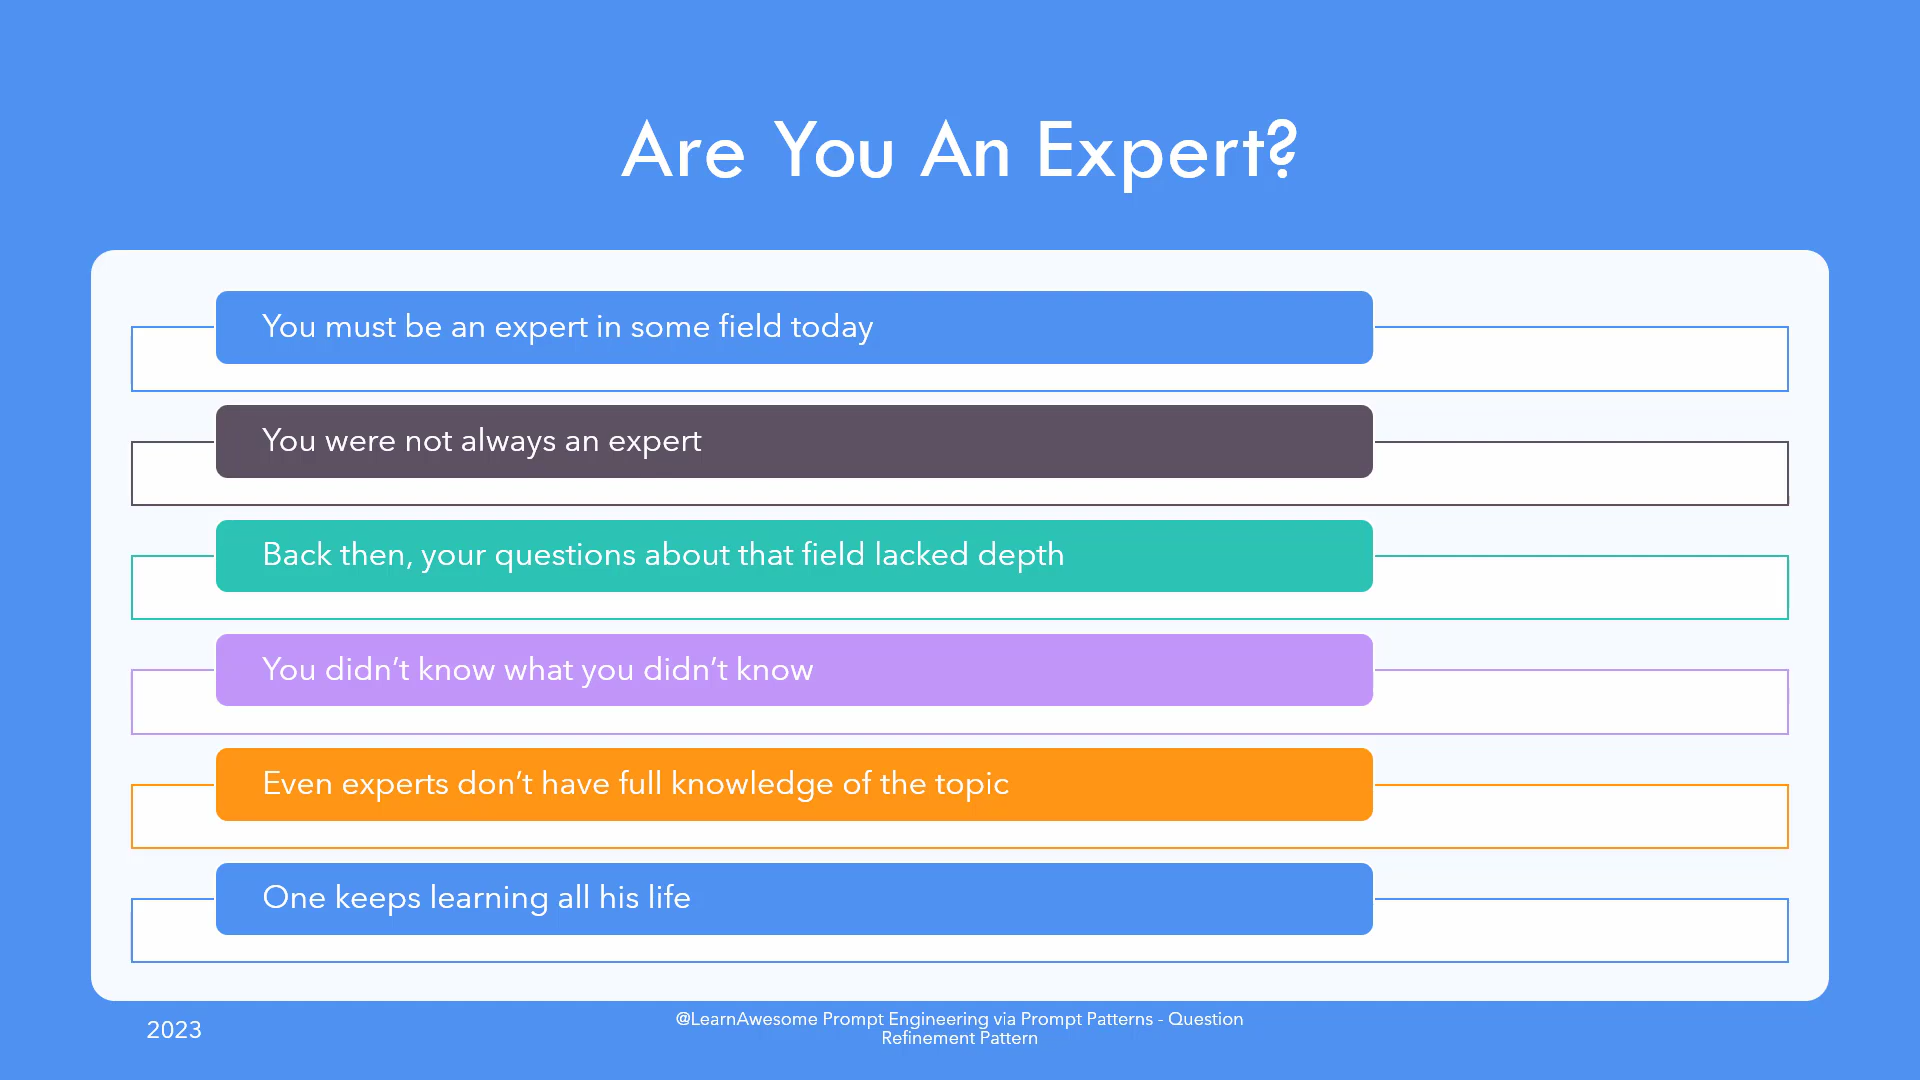 Are You An Expert?
You must be an expert in some field today
You were not always an expert
Back then, your questions about that field lacked depth
You didn’t know what you didn’t know
Even experts don’t have full knowledge of the topic
One keeps learning all his life
2023
@LearnAwesome Prompt Engineering via Prompt Patterns - Question
Refinement Pattern